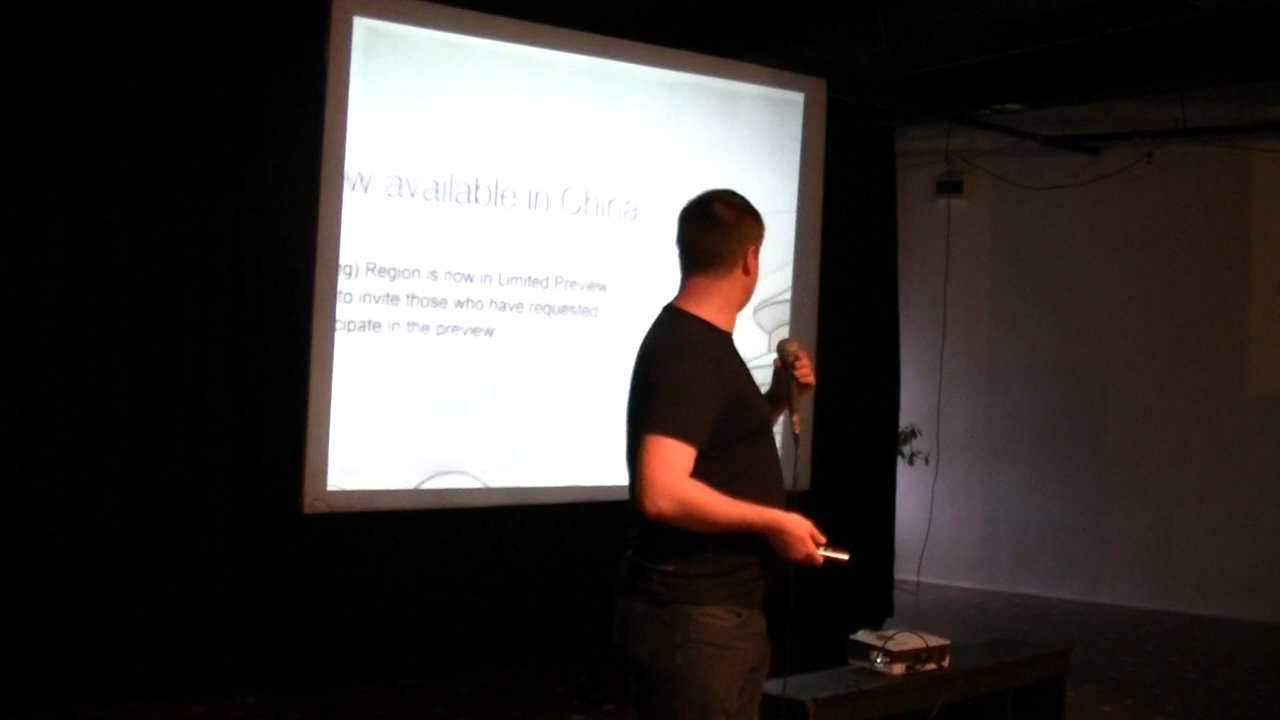 w available in China
ng) Region is now in Limited Preview
to invite those who have requested
cipate in the preview